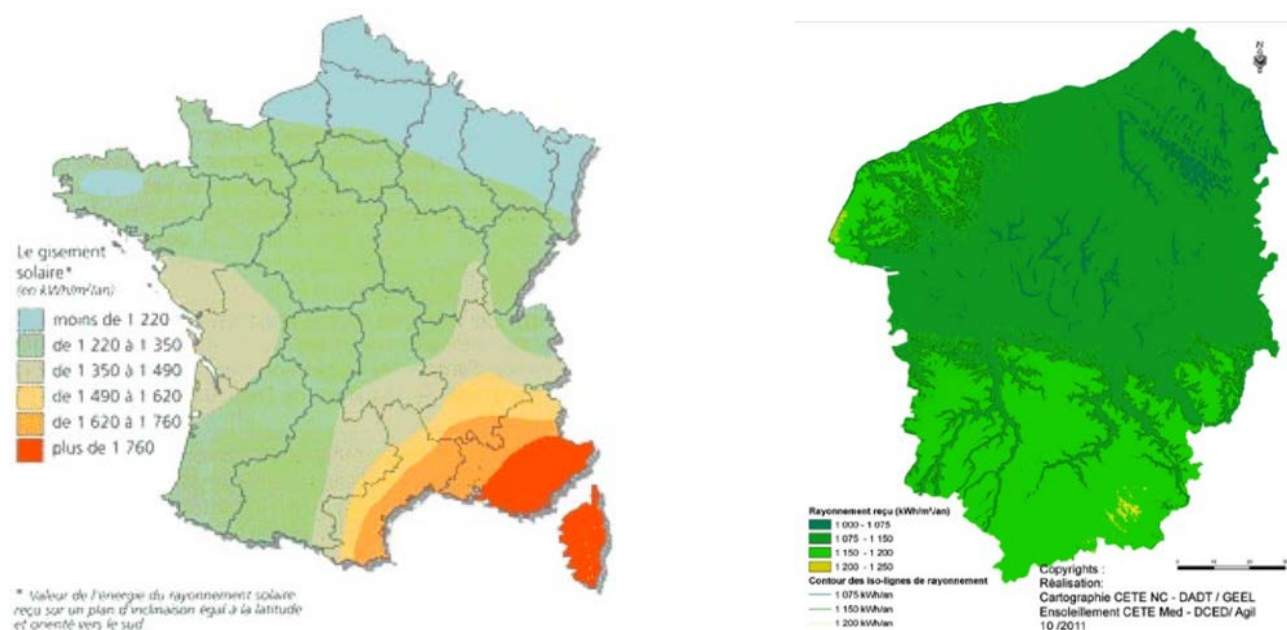 Le gisement
solaire*
(en kWh/m²/an)
moins de 1 220
de 1 220 à 1 350
de 1 350 à 1 490
de 1 490 à 1 620
de 1 620 à 1 760
plus de 1 760
* Valeur de l'énergie du rayonnement solaire
reçu sur un plan d'inclinaison égal à la latitude
et orienté vers le sud
Rayonnement reçu (kWh/m²/an)
1 000 - 1 075
1 075 - 1 150
1 150 - 1 200
1 200 - 1 250
Contour des iso-lignes de rayonnement
1 075 kWh/an
1 150 kWh/an
1 200 kWh/an
Copyrights :
Réalisation:
Cartographie CETE NC - DADT / GEEL
Ensoleillement CETE Med - DCED/ Agil
10 /2011